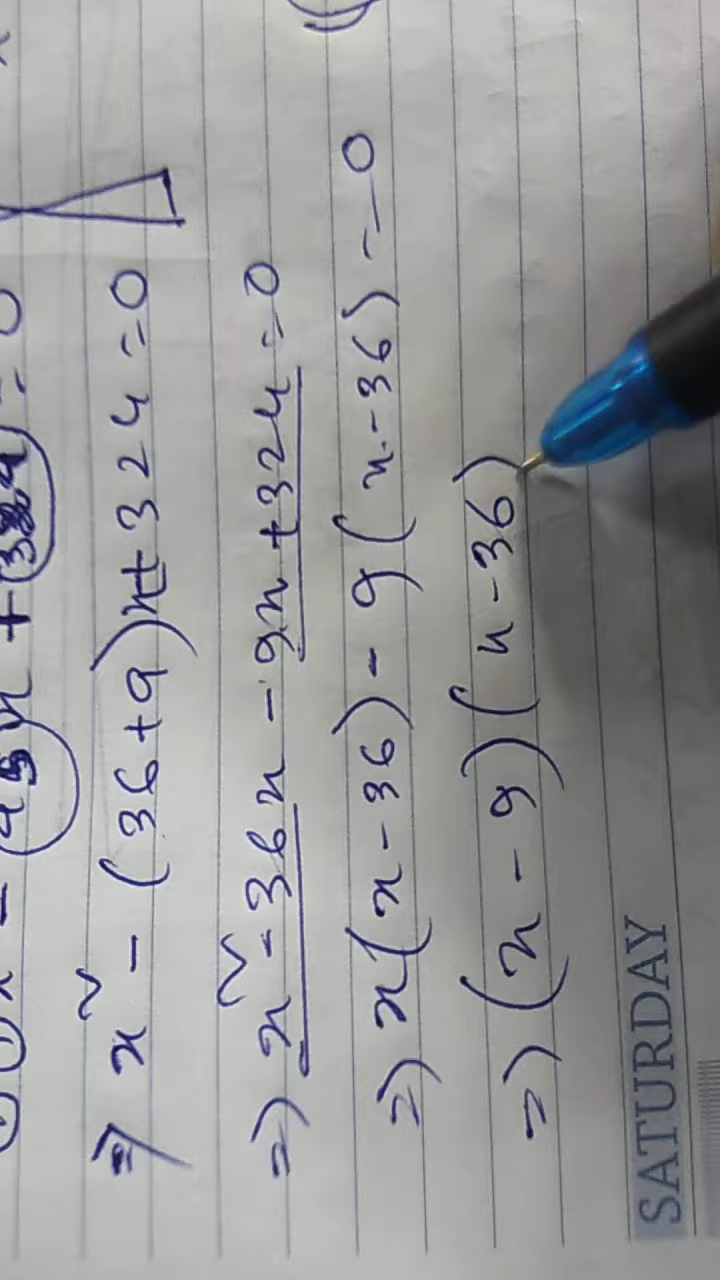 x² - (36+9)x+324=0
=> x² - 36x - 9x + 324 = 0
=> x(x-36) - 9(x-36) = 0
=> (x - 9)(x-36)
SATURDAY